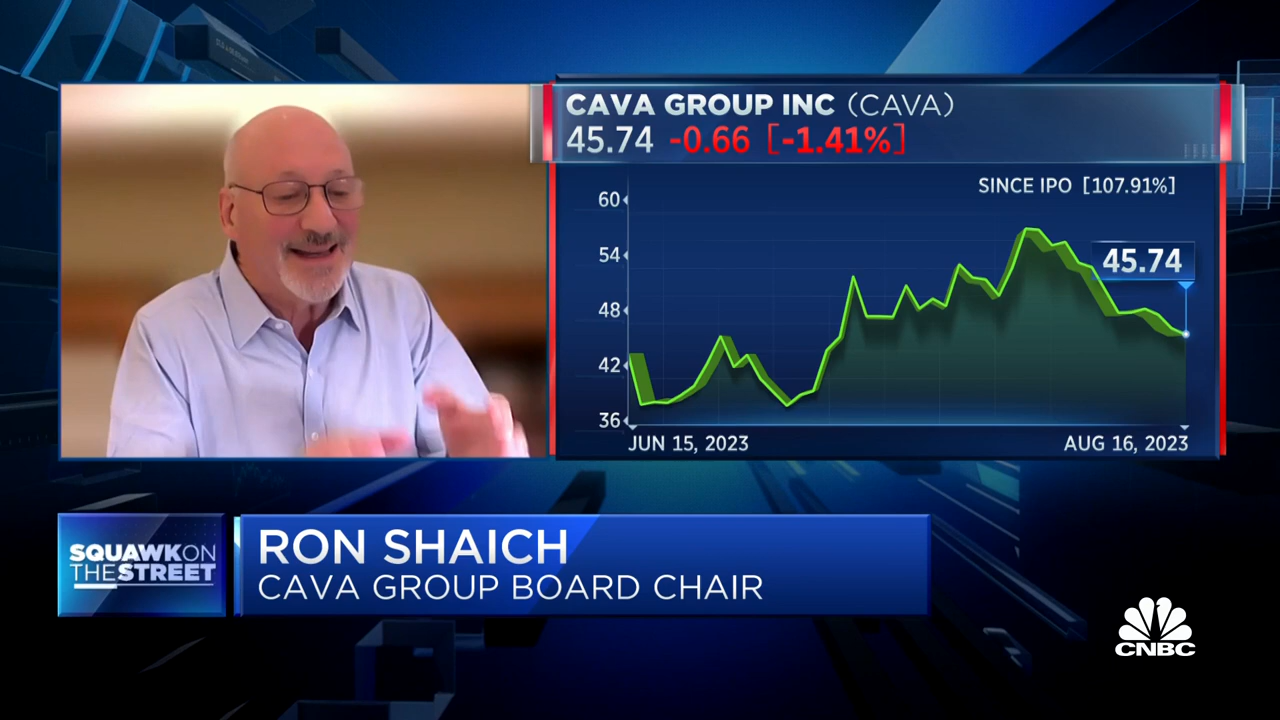 CAVA GROUP INC (CAVA)
45.74 -0.66 [-1.41%]
SINCE IPO [107.91%]
60
54
45.74
48
42
36
JUN 15, 2023
AUG 16, 2023
SQUAWK ON
THE STREET
RON SHAICH
CAVA GROUP BOARD CHAIR
CNBC